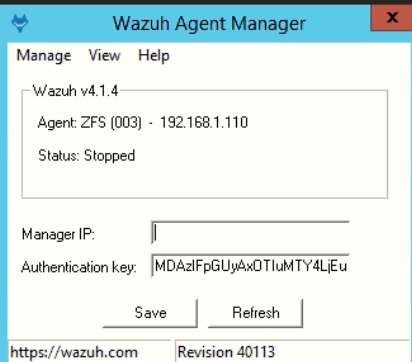 Wazuh Agent Manager
x
Manage View Help
Wazuh v4.1.4
Agent: ZFS (003) - 192.168.1.110
Status: Stopped
Manager IP:
Authentication key: MDAzIFpGUyAxOTIuMTY4LjEu
Save Refresh
https://wazuh.com Revision 40113